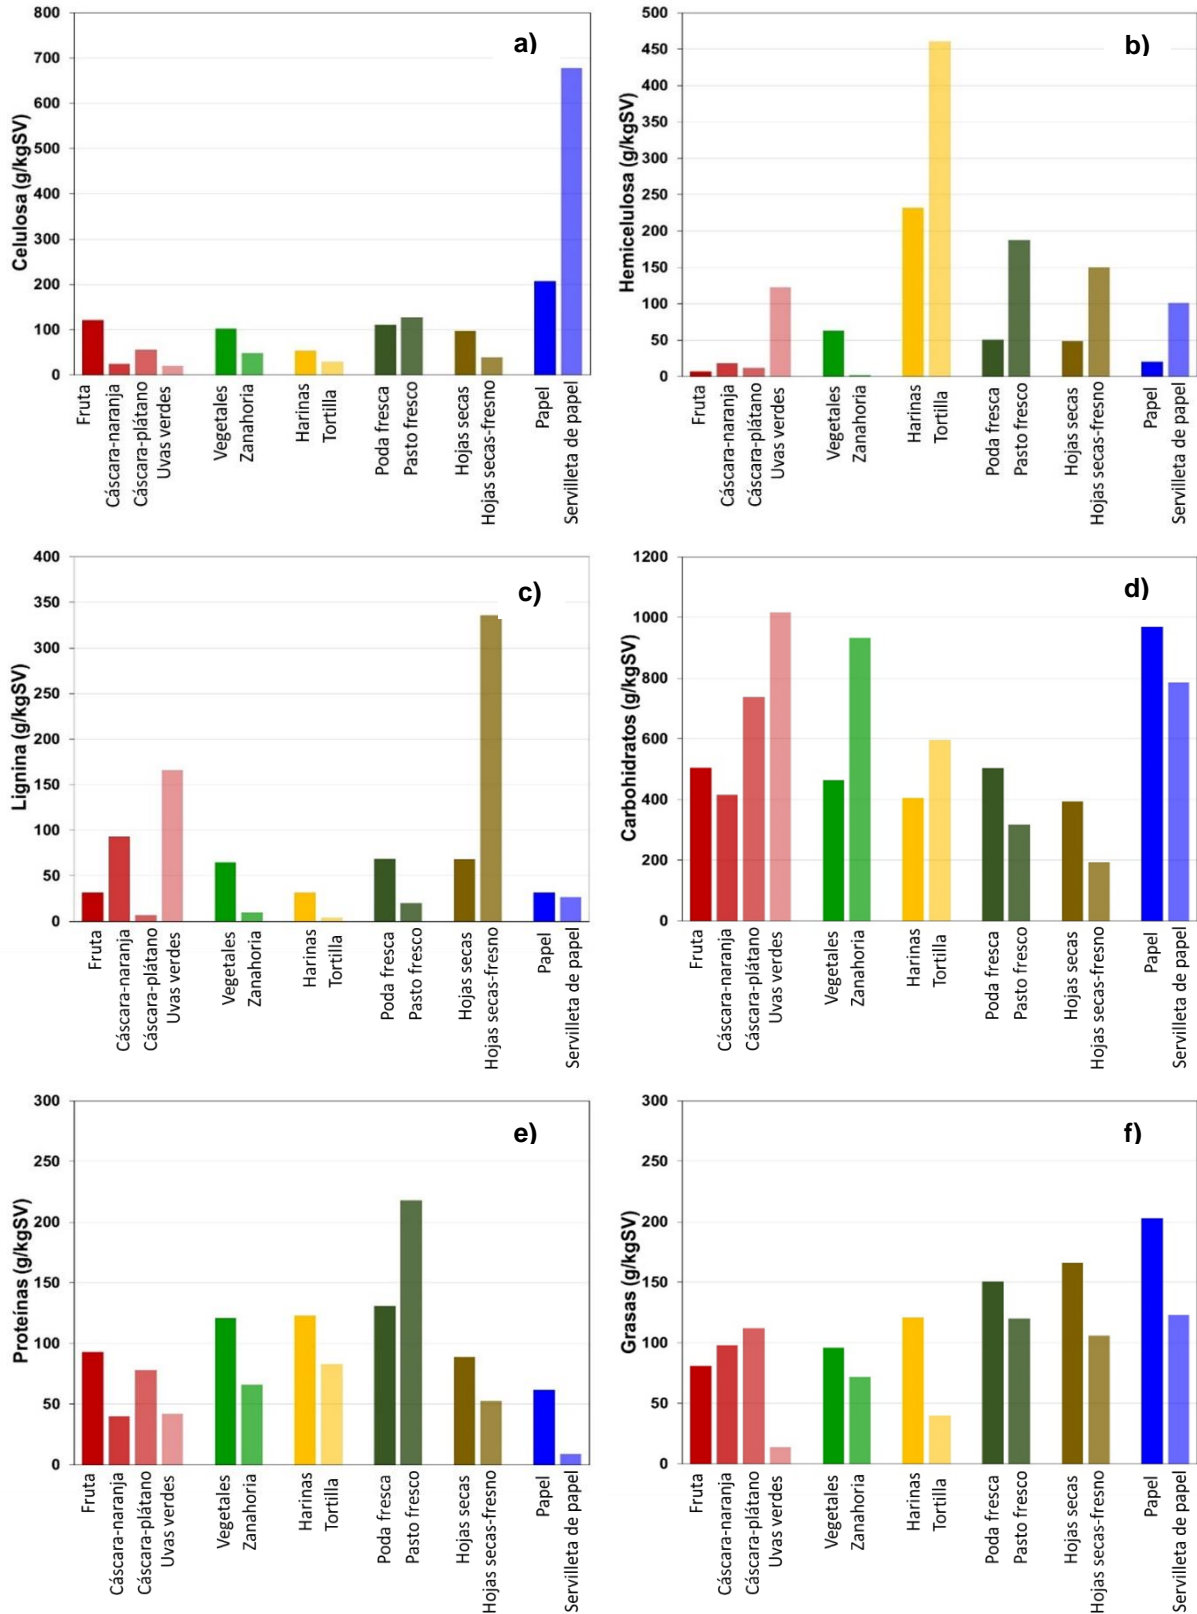 a)
Celulosa (g/kgSV)
800
700
600
500
400
300
200
100
0
Fruta
Cáscara-naranja
Cáscara-plátano
Uvas verdes
Vegetales
Zanahoria
Harinas
Tortilla
Poda fresca
Pasto fresco
Hojas secas
Hojas secas-fresno
Papel
Servilleta de papel
b)
Hemicelulosa (g/kgSV)
500
450
400
350
300
250
200
150
100
50
0
Fruta
Cáscara-naranja
Cáscara-plátano
Uvas verdes
Vegetales
Zanahoria
Harinas
Tortilla
Poda fresca
Pasto fresco
Hojas secas
Hojas secas-fresno
Papel
Servilleta de papel
c)
Lignina (g/kgSV)
400
350
300
250
200
150
100
50
0
Fruta
Cáscara-naranja
Cáscara-plátano
Uvas verdes
Vegetales
Zanahoria
Harinas
Tortilla
Poda fresca
Pasto fresco
Hojas secas
Hojas secas-fresno
Papel
Servilleta de papel
d)
Carbohidratos (g/kgSV)
1200
1000
800
600
400
200
0
Fruta
Cáscara-naranja
Cáscara-plátano
Uvas verdes
Vegetales
Zanahoria
Harinas
Tortilla
Poda fresca
Pasto fresco
Hojas secas
Hojas secas-fresno
Papel
Servilleta de papel
e)
Proteínas (g/kgSV)
300
250
200
150
100
50
0
Fruta
Cáscara-naranja
Cáscara-plátano
Uvas verdes
Vegetales
Zanahoria
Harinas
Tortilla
Poda fresca
Pasto fresco
Hojas secas
Hojas secas-fresno
Papel
Servilleta de papel
f)
Grasas (g/kgSV)
300
250
200
150
100
50
0
Fruta
Cáscara-naranja
Cáscara-plátano
Uvas verdes
Vegetales
Zanahoria
Harinas
Tortilla
Poda fresca
Pasto fresco
Hojas secas
Hojas secas-fresno
Papel
Servilleta de papel